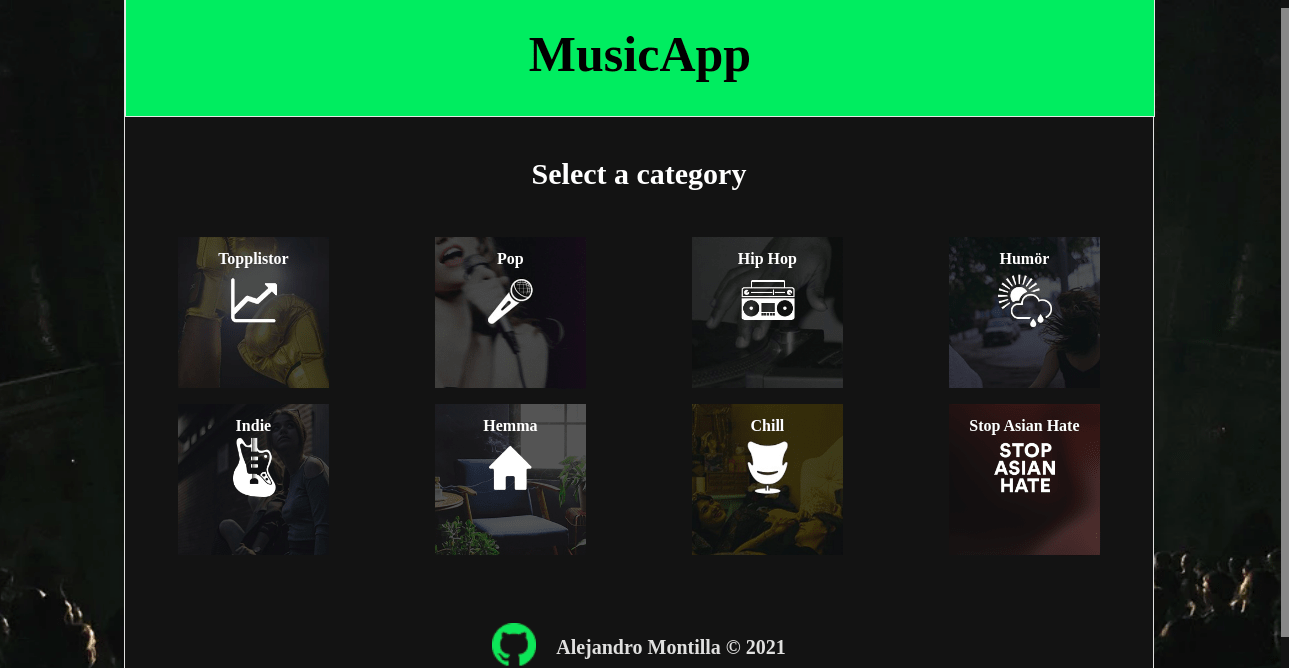 MusicApp
Select a category
Topplistor
Pop
Hip Hop
Humör
Indie
Hemma
Chill
Stop Asian Hate
STOP
ASIAN
HATE
Alejandro Montilla © 2021